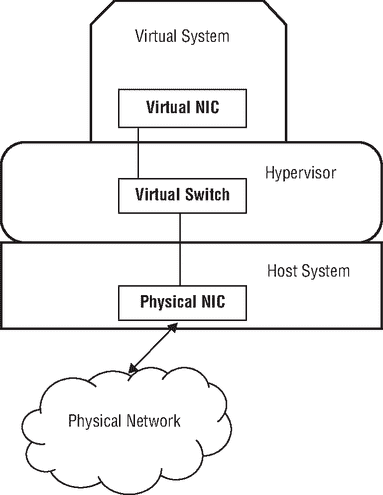 Virtual System
Virtual NIC
Hypervisor
Virtual Switch
Host System
Physical NIC
Physical Network